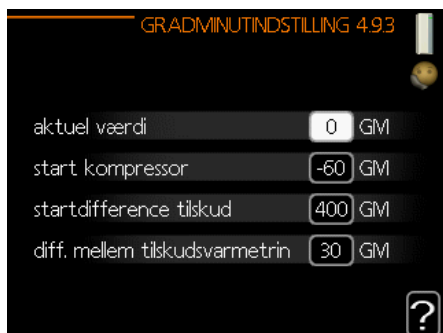 GRADMINUTINDSTILLING 4.9.3
aktuel værdi 0 GM
start kompressor -60 GM
startdifference tilskud 400 GM
diff. mellem tilskudsvarmetrin 30 GM
?